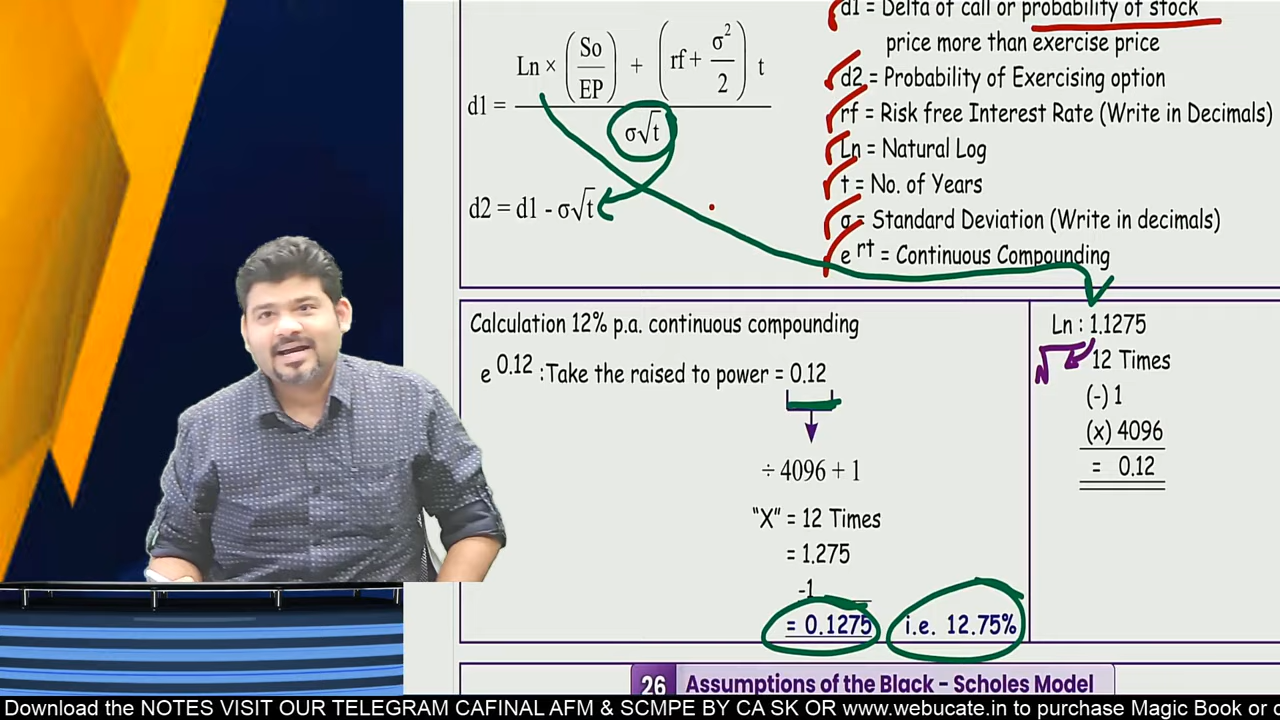 d1 = Delta of call or probability of stock
price more than exercise price
d2 = Probability of Exercising option
rf = Risk free Interest Rate (Write in Decimals)
Ln = Natural Log
t = No. of Years
σ = Standard Deviation (Write in decimals)
e^rt = Continuous Compounding
d1 = Ln × (So/EP) + (rf + σ²/2) t
σ√t
d2 = d1 - σ√t
Calculation 12% p.a. continuous compounding
e^0.12 : Take the raised to power = 0.12
÷ 4096 + 1
“X” = 12 Times
= 1.275
-1
= 0.1275 i.e. 12.75%
Ln : 1.1275
√ 12 Times
(-) 1
(x) 4096
= 0.12
26 Assumptions of the Black - Scholes Model
Download the NOTES VISIT OUR TELEGRAM CAFINAL AFM & SCMPE BY CA SK OR www.webucate.in to purchase Magic Book or